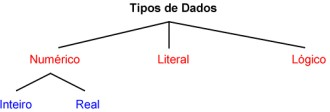 Tipos de Dados
Numérico Literal Lógico
Inteiro Real